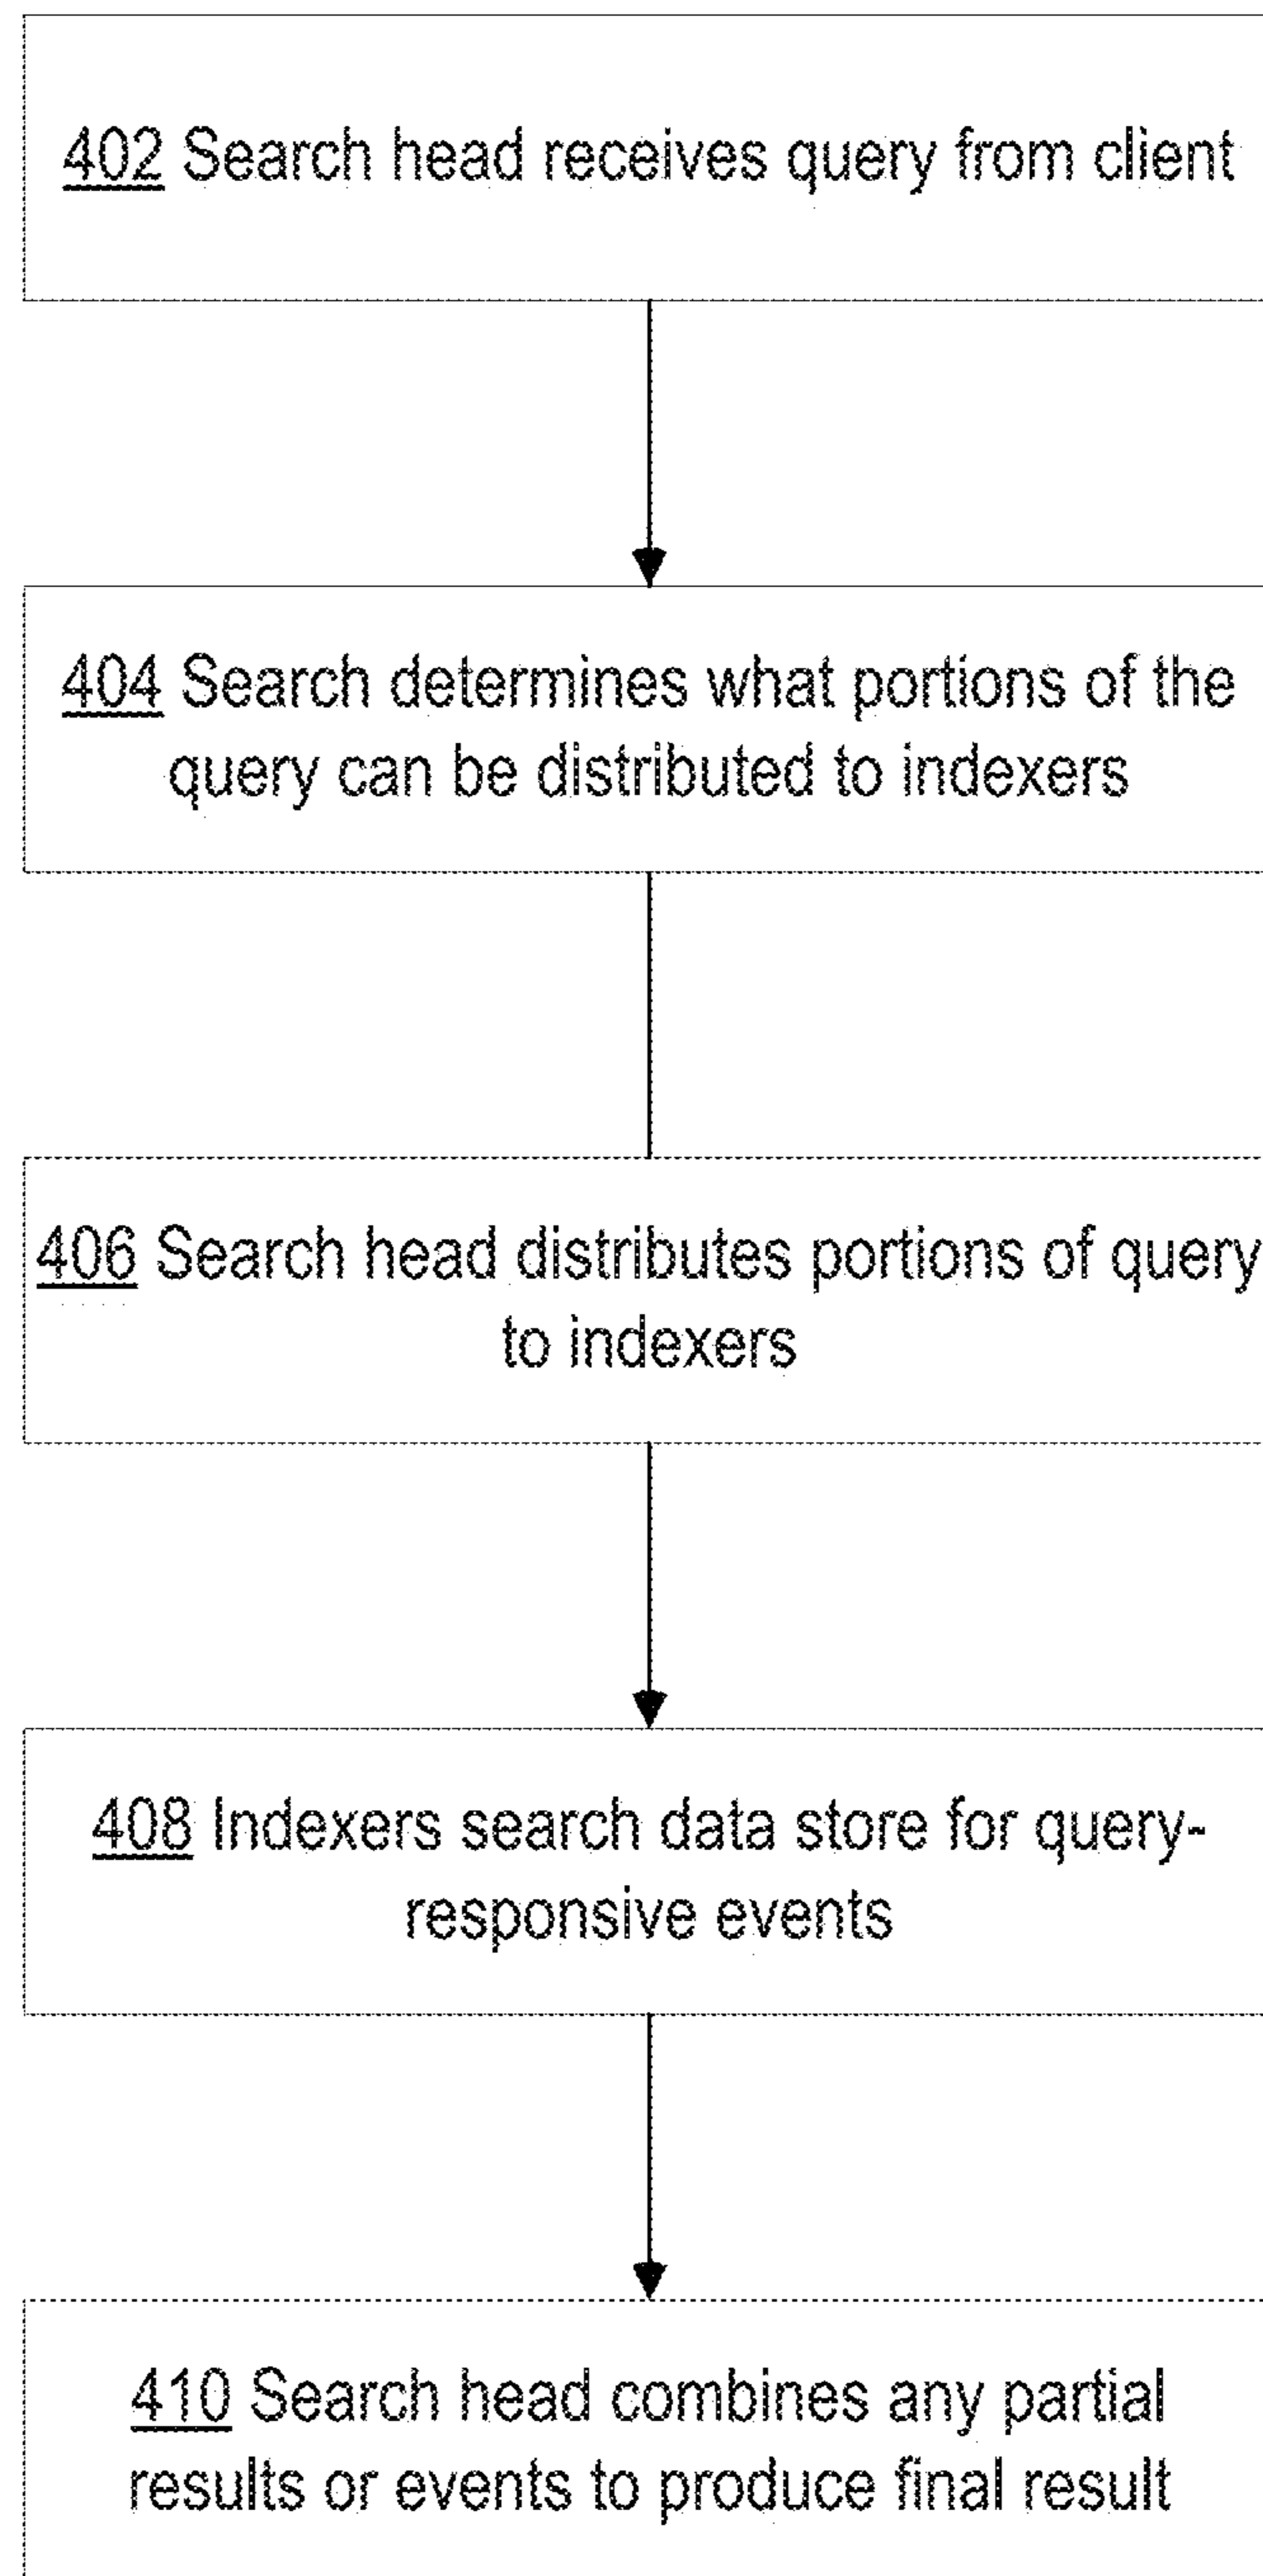 402 Search head receives query from client
404 Search determines what portions of the
query can be distributed to indexers
406 Search head distributes portions of query
to indexers
408 Indexers search data store for query-
responsive events
410 Search head combines any partial
results or events to produce final result